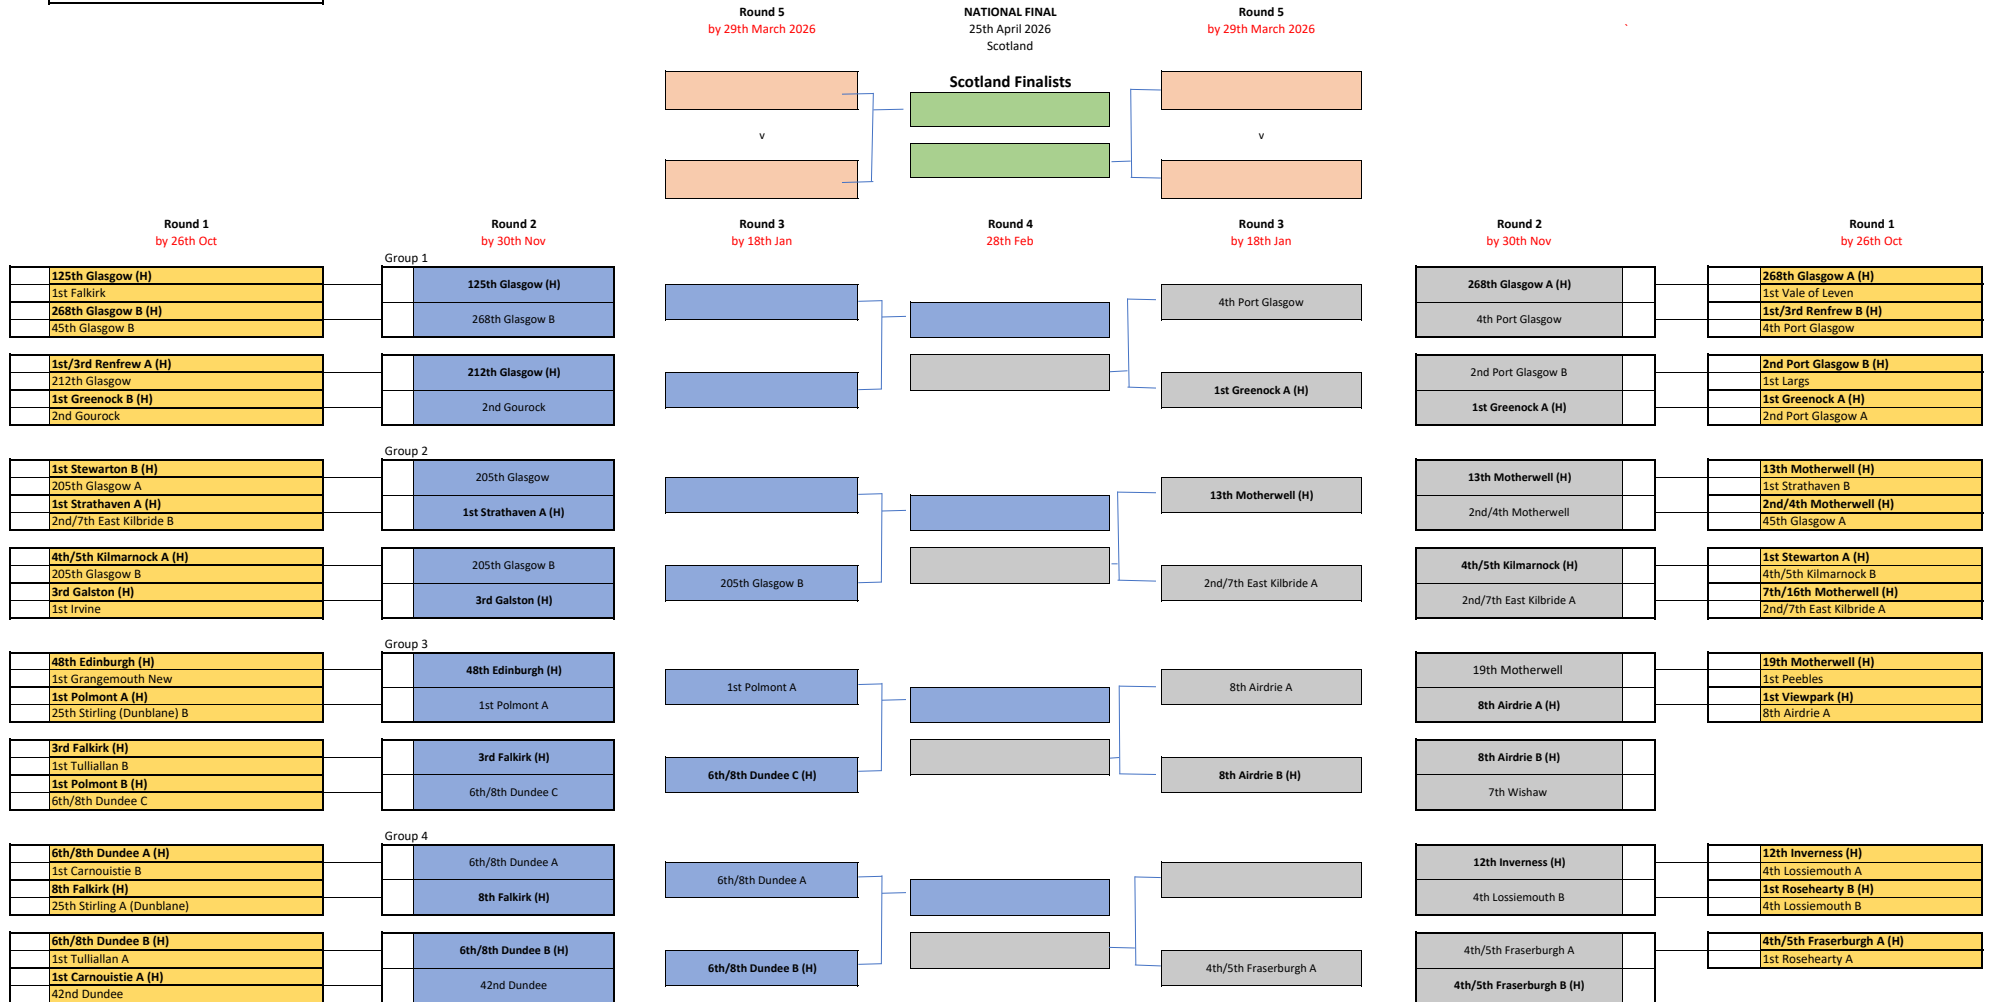 Round 5
NATIONAL FINAL
Round 5
by 29th March 2026
25th April 2026
by 29th March 2026
Scotland
Scotland Finalists
v
v
Round 1
Round 2
Round 3
Round 4
Round 3
Round 2
Round 1
by 26th Oct
by 30th Nov
by 18th Jan
28th Feb
by 18th Jan
by 30th Nov
by 26th Oct
Group 1
125th Glasgow (H)
1st Falkirk
268th Glasgow B (H)
45th Glasgow B
125th Glasgow (H)
268th Glasgow B
4th Port Glasgow
268th Glasgow A (H)
4th Port Glasgow
268th Glasgow A (H)
1st Vale of Leven
1st/3rd Renfrew B (H)
4th Port Glasgow
1st/3rd Renfrew A (H)
212th Glasgow
1st Greenock B (H)
2nd Gourock
212th Glasgow (H)
2nd Gourock
1st Greenock A (H)
2nd Port Glasgow B
1st Greenock A (H)
2nd Port Glasgow B (H)
1st Largs
1st Greenock A (H)
2nd Port Glasgow A
Group 2
1st Stewarton B (H)
205th Glasgow A
1st Strathaven A (H)
2nd/7th East Kilbride B
205th Glasgow
1st Strathaven A (H)
13th Motherwell (H)
13th Motherwell (H)
2nd/4th Motherwell
13th Motherwell (H)
1st Strathaven B
2nd/4th Motherwell (H)
45th Glasgow A
4th/5th Kilmarnock A (H)
205th Glasgow B
3rd Galston (H)
1st Irvine
205th Glasgow B
3rd Galston (H)
205th Glasgow B
2nd/7th East Kilbride A
4th/5th Kilmarnock (H)
2nd/7th East Kilbride A
1st Stewarton A (H)
4th/5th Kilmarnock B
7th/16th Motherwell (H)
2nd/7th East Kilbride A
Group 3
48th Edinburgh (H)
1st Grangemouth New
1st Polmont A (H)
25th Stirling (Dunblane) B
48th Edinburgh (H)
1st Polmont A
1st Polmont A
8th Airdrie A
19th Motherwell
8th Airdrie A (H)
19th Motherwell (H)
1st Peebles
1st Viewpark (H)
8th Airdrie A
3rd Falkirk (H)
1st Tulliallan B
1st Polmont B (H)
6th/8th Dundee C
3rd Falkirk (H)
6th/8th Dundee C
6th/8th Dundee C (H)
8th Airdrie B (H)
8th Airdrie B (H)
7th Wishaw
Group 4
6th/8th Dundee A (H)
1st Carnouistie B
8th Falkirk (H)
25th Stirling A (Dunblane)
6th/8th Dundee A
8th Falkirk (H)
6th/8th Dundee A
12th Inverness (H)
4th Lossiemouth B
12th Inverness (H)
4th Lossiemouth A
1st Rosehearty B (H)
4th Lossiemouth B
6th/8th Dundee B (H)
1st Tulliallan A
1st Carnouistie A (H)
42nd Dundee
6th/8th Dundee B (H)
42nd Dundee
6th/8th Dundee B (H)
4th/5th Fraserburgh A
4th/5th Fraserburgh A
4th/5th Fraserburgh B (H)
4th/5th Fraserburgh A (H)
1st Rosehearty A